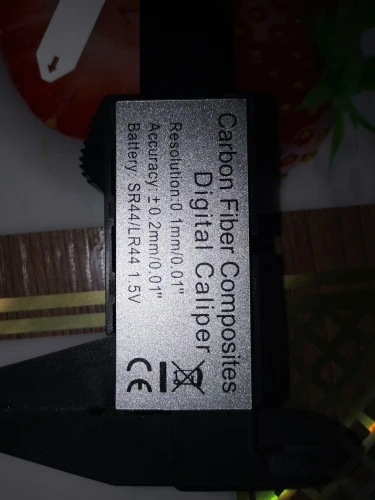 Carbon Fiber Composites
Digital Caliper
Resolution:0.1mm/0.01"
Accuracy:±0.2mm/0.01"
Battery: SR44/LR44 1.5V
CE